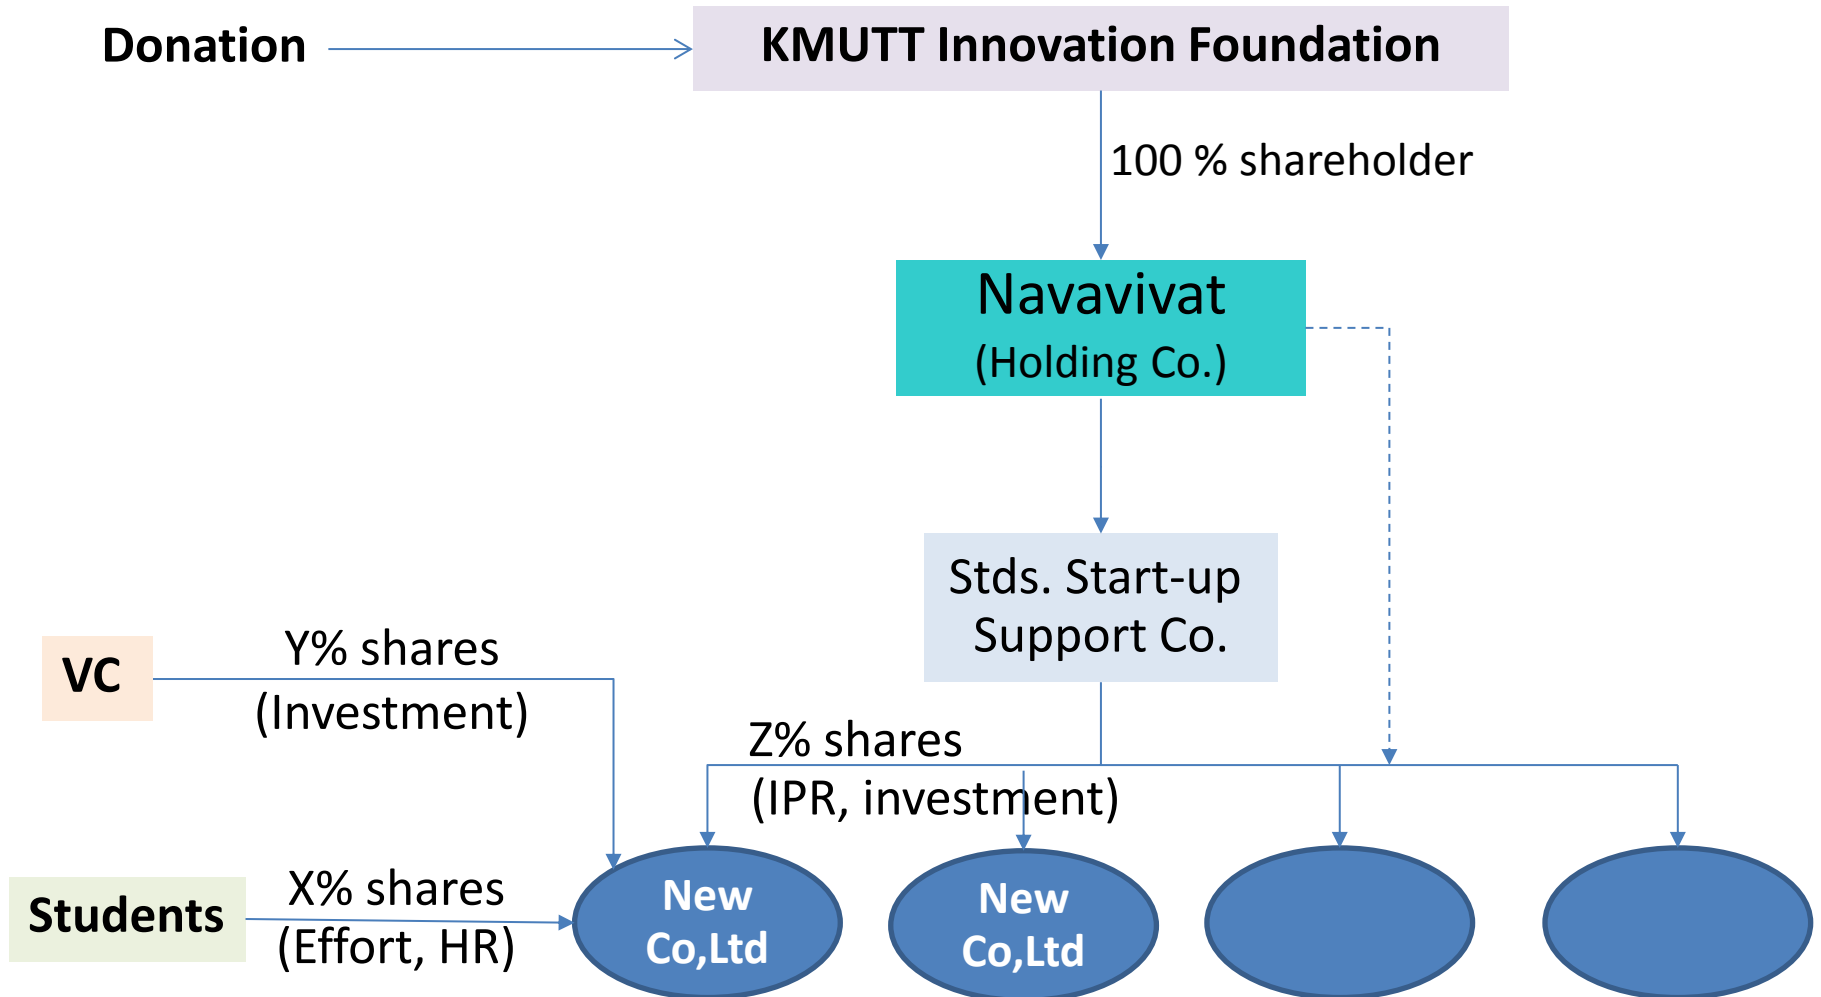 Donation
KMUTT Innovation Foundation
100 % shareholder
Navavivat
(Holding Co.)
Stds. Start-up
Support Co.
VC
Y% shares
(Investment)
Z% shares
(IPR, investment)
Students
X% shares
(Effort, HR)
New
Co,Ltd
New
Co,Ltd